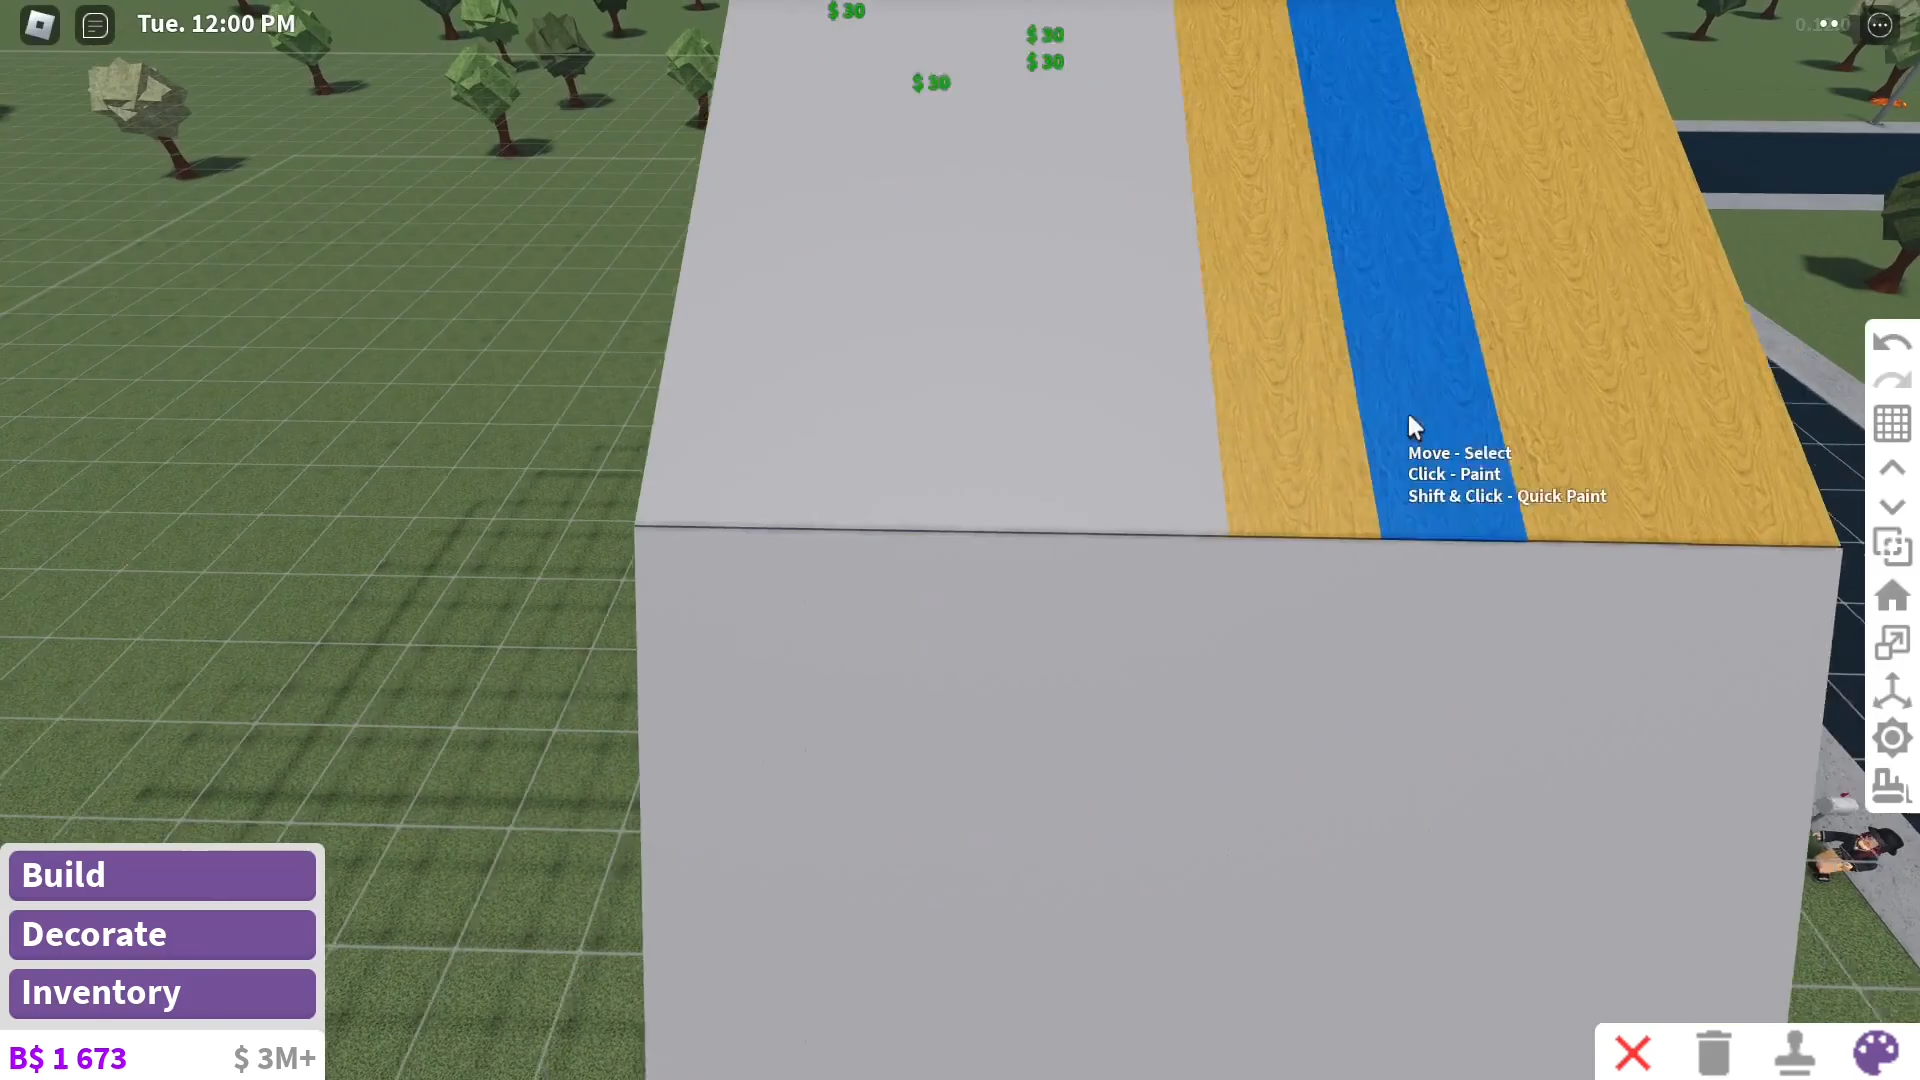 Tue. 12:00 PM
$ 30
$ 30
$ 30
$ 30
Move - Select
Click - Paint
Shift & Click - Quick Paint
Build
Decorate
Inventory
B$ 1 673
$ 3M+